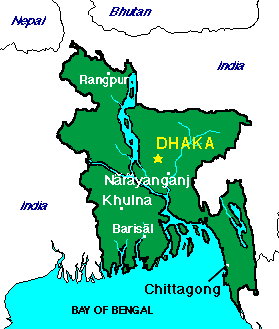 Nepal
Bhutan
India
Rangpur
DHAKA
Narayanganj
Khulna
India
Barisal
Chittagong
BAY OF BENGAL